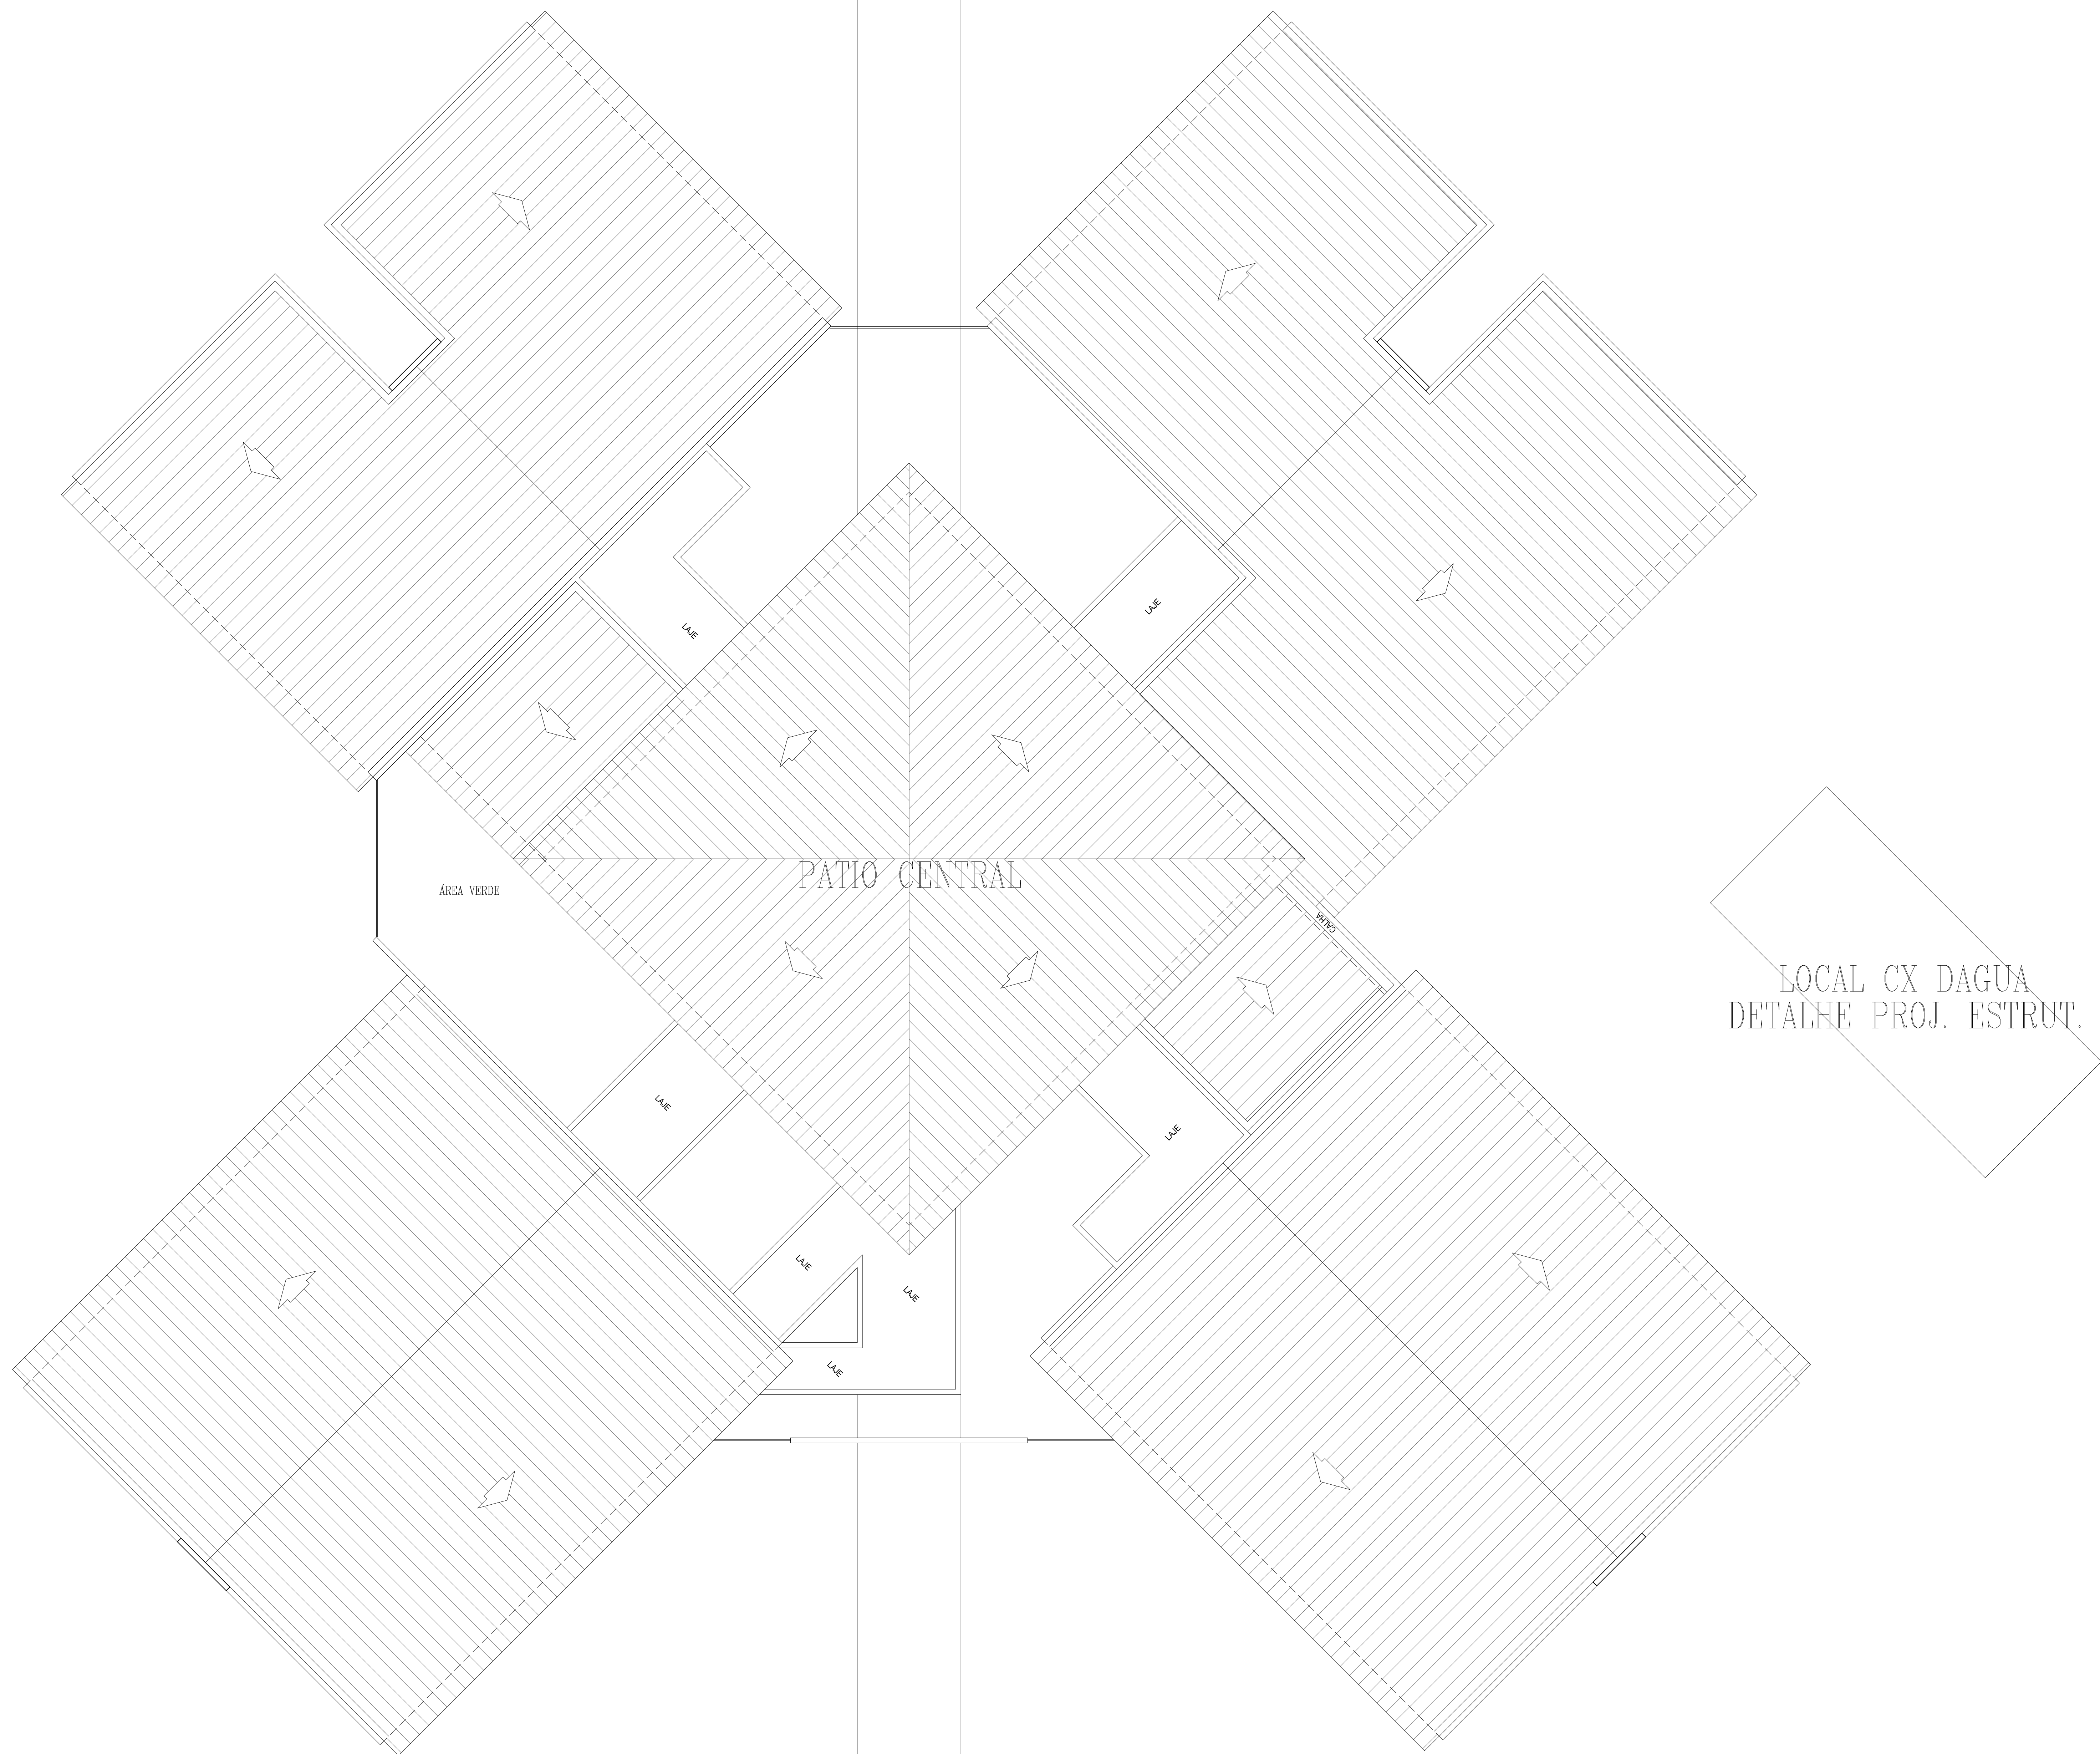 LAJE
LAJE
PATIO CENTRAL
ÁREA VERDE
CALHA
LOCAL CX DAGUA
DETALHE PROJ. ESTRUT.
LAJE
LAJE
LAJE
LAJE
LAJE